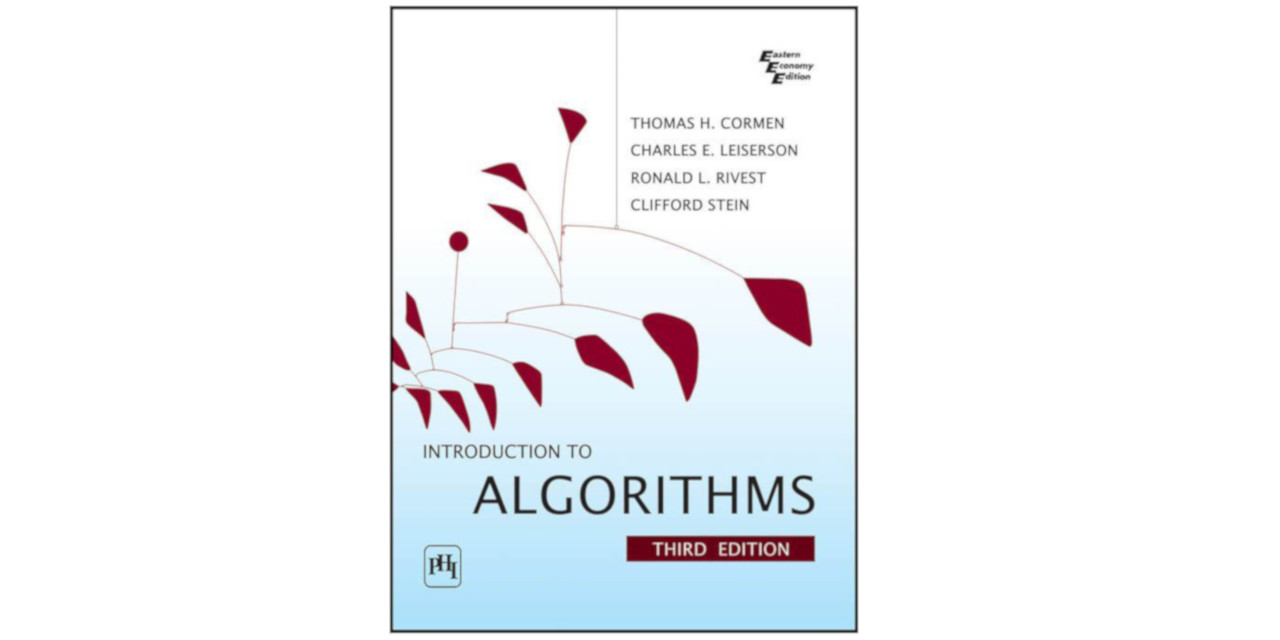 Eastern
Economy
Edition
THOMAS H. CORMEN
CHARLES E. LEISERSON
RONALD L. RIVEST
CLIFFORD STEIN
INTRODUCTION TO
ALGORITHMS
THIRD EDITION
PHI